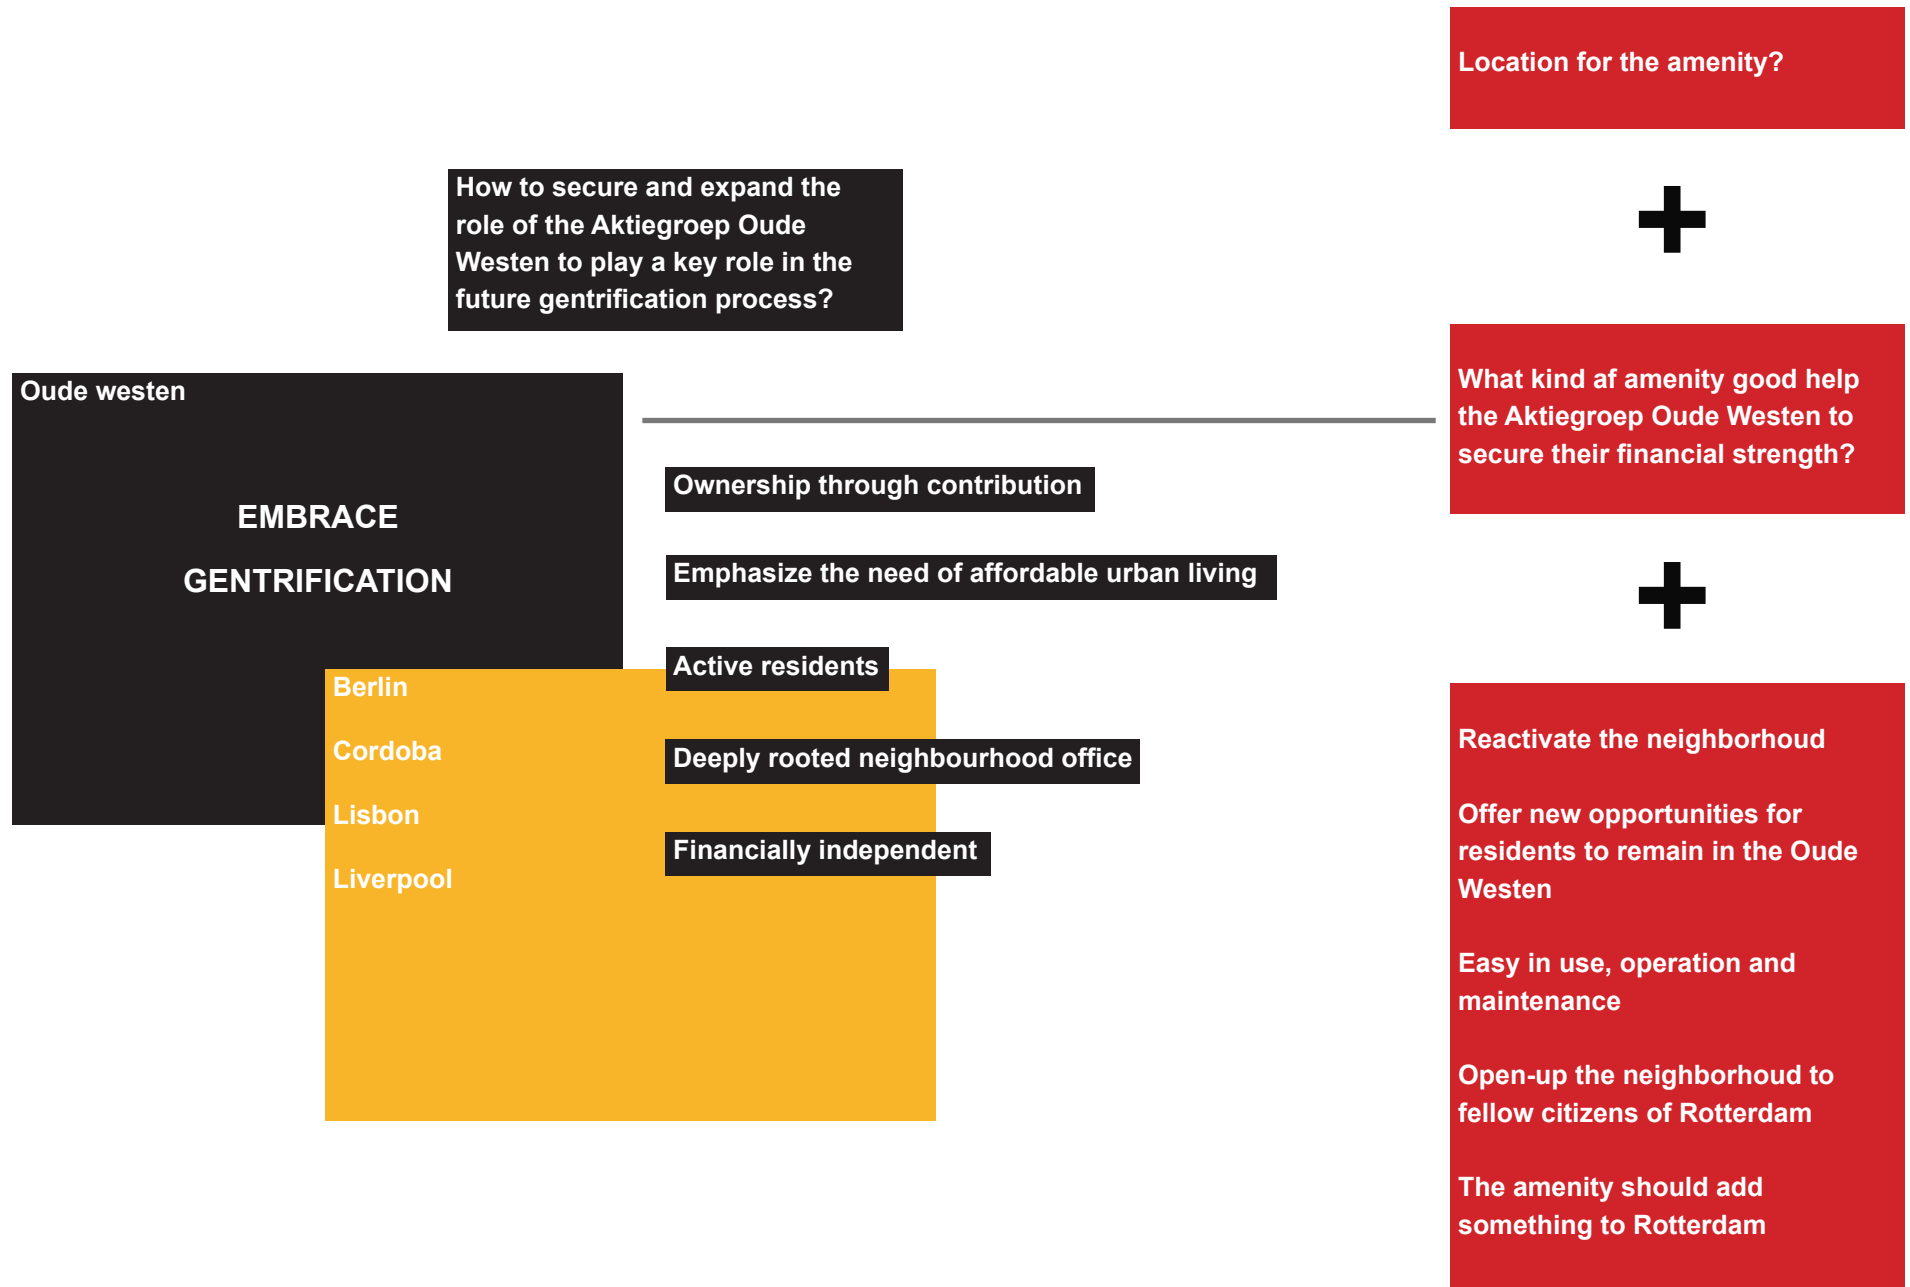 How to secure and expand the
role of the Aktiegroep Oude
Westen to play a key role in the
future gentrification process?
Oude westen
EMBRACE
GENTRIFICATION
Berlin
Cordoba
Lisbon
Liverpool
Ownership through contribution
Emphasize the need of affordable urban living
Active residents
Deeply rooted neighbourhood office
Financially independent
Location for the amenity?
+
What kind af amenity good help
the Aktiegroep Oude Westen to
secure their financial strength?
+
Reactivate the neighborhoud
Offer new opportunities for
residents to remain in the Oude
Westen
Easy in use, operation and
maintenance
Open-up the neighborhoud to
fellow citizens of Rotterdam
The amenity should add
something to Rotterdam